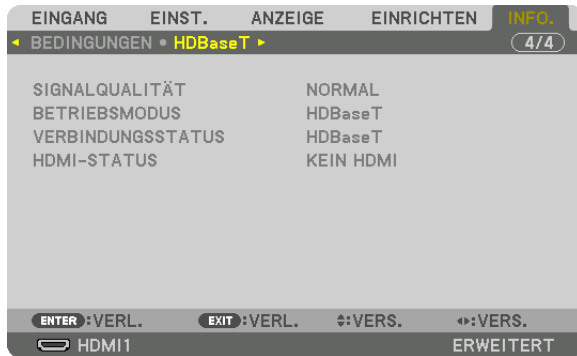 EINGANG EINST. ANZEIGE EINRICHTEN INFO.
◂ BEDINGUNGEN • HDBaseT ▸ 4/4
SIGNALQUALITÄT NORMAL
BETRIEBSMODUS HDBaseT
VERBINDUNGSSTATUS HDBaseT
HDMI-STATUS KEIN HDMI
ENTER :VERL. EXIT :VERL. :VERS. :VERS.
HDMI1 ERWEITERT